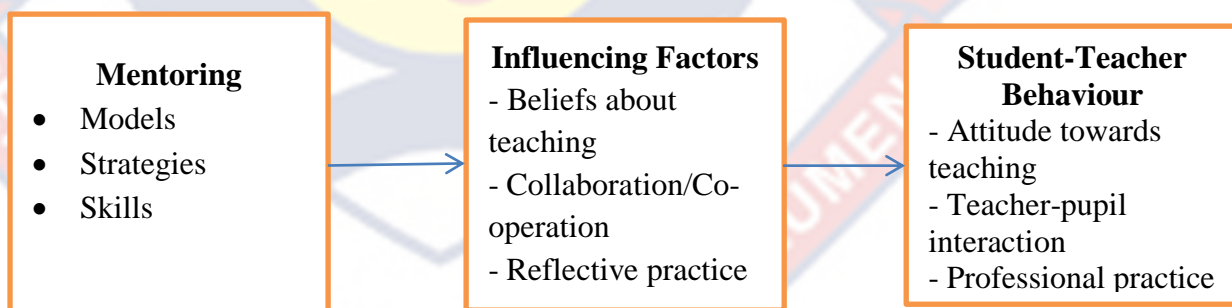 Mentoring
• Models
• Strategies
• Skills
Influencing Factors
- Beliefs about
teaching
- Collaboration/Co-
operation
- Reflective practice
Student-Teacher
Behaviour
- Attitude towards
teaching
- Teacher-pupil
interaction
- Professional practice
UMEN